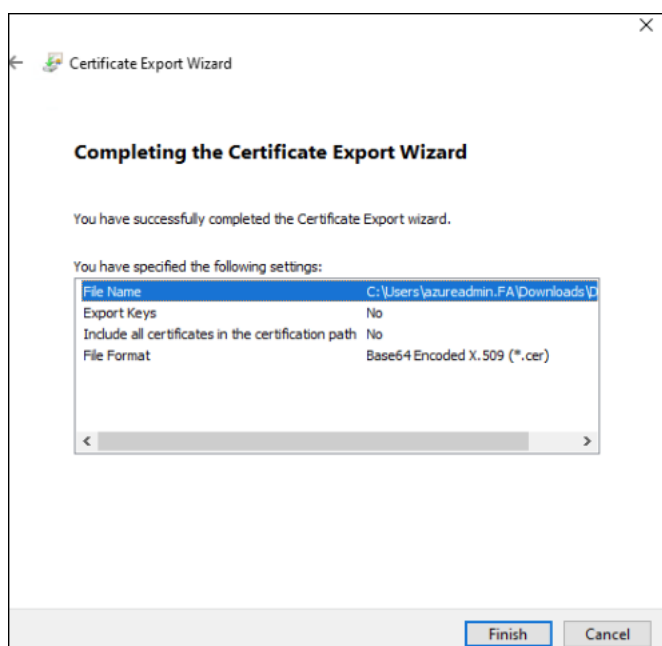 Certificate Export Wizard
Completing the Certificate Export Wizard
You have successfully completed the Certificate Export wizard.
You have specified the following settings:
File Name C:\Users\azureadmin.FA\Downloads\D
Export Keys No
Include all certificates in the certification path No
File Format Base64 Encoded X.509 (*.cer)
Finish Cancel